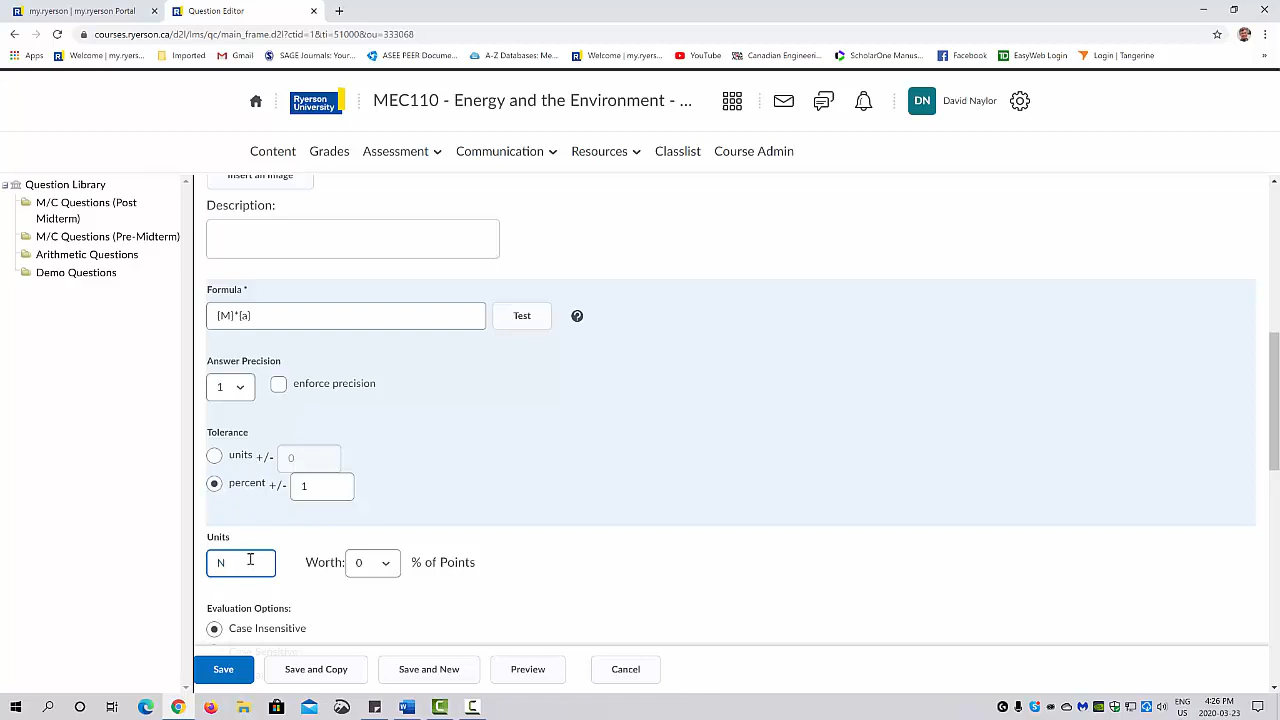 my.ryerson | my.ryerson Portal
Question Editor
courses.ryerson.ca/d2l/lms/qc/main_frame.d2l?ctid=1&ti=51000&ou=333068
Apps
Welcome | my.ryers...
Imported
Gmail
SAGE Journals: Your...
ASEE PEER Docume...
A-Z Databases: Me...
Welcome | my.ryers...
YouTube
Canadian Engineeri...
ScholarOne Manus...
Facebook
EasyWeb Login
Login | Tangerine
Ryerson
University
MEC110 - Energy and the Environment - ...
DN
David Naylor
Content
Grades
Assessment
Communication
Resources
Classlist
Course Admin
Question Library
M/C Questions (Post
Midterm)
M/C Questions (Pre-Midterm)
Arithmetic Questions
Demo Questions
Insert an Image
Description:
Formula *
{M}*{a}
Test
Answer Precision
1
enforce precision
Tolerance
units +/- 0
percent +/- 1
Units
N
Worth: 0 % of Points
Evaluation Options:
Case Insensitive
Case Sensitive
Save
Save and Copy
Save and New
Preview
Cancel
ENG
US
4:26 PM
2020-03-23